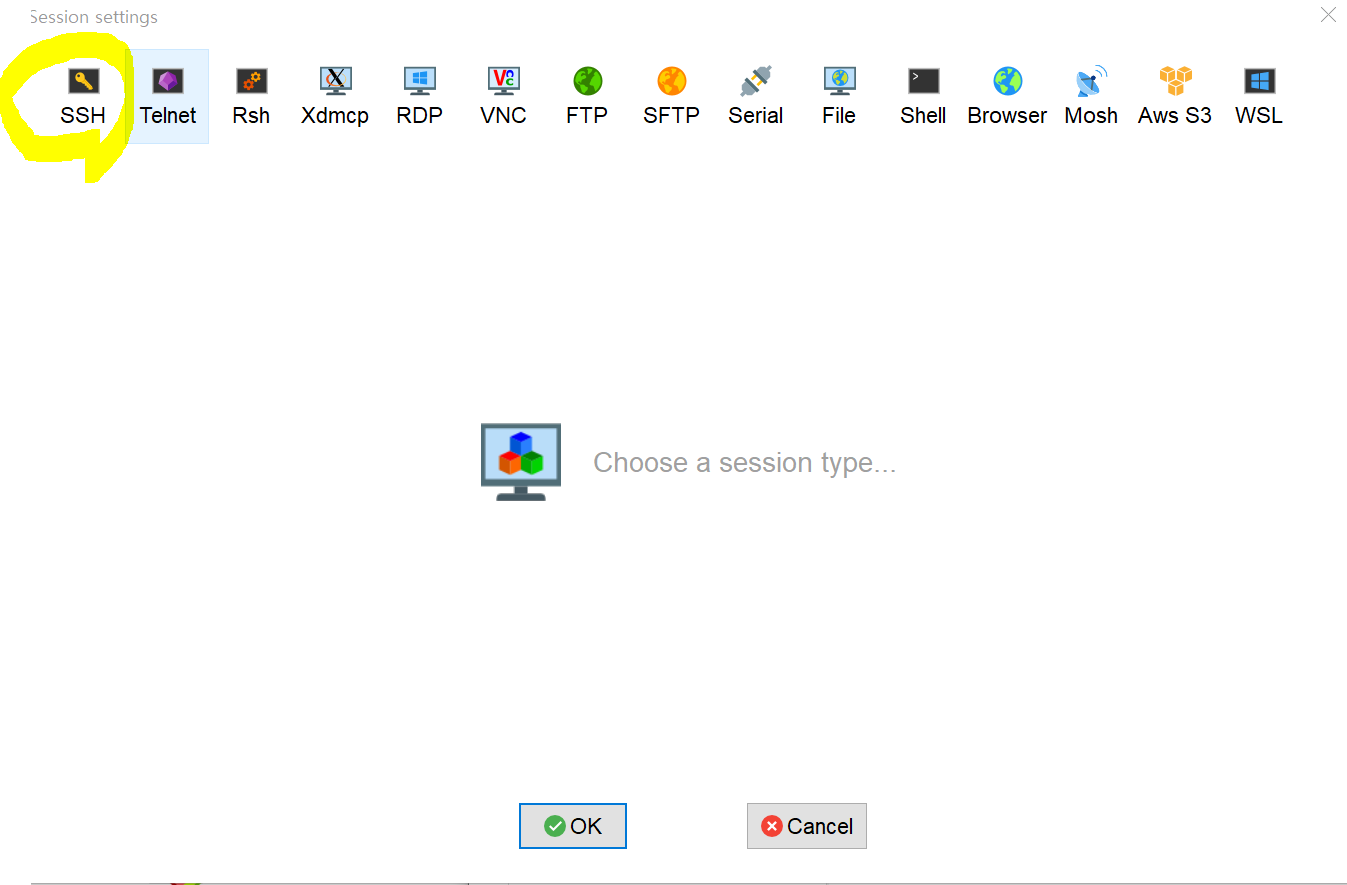 Session settings
SSH Telnet Rsh Xdmcp RDP VNC FTP SFTP Serial File Shell Browser Mosh Aws S3 WSL
Choose a session type...
OK Cancel